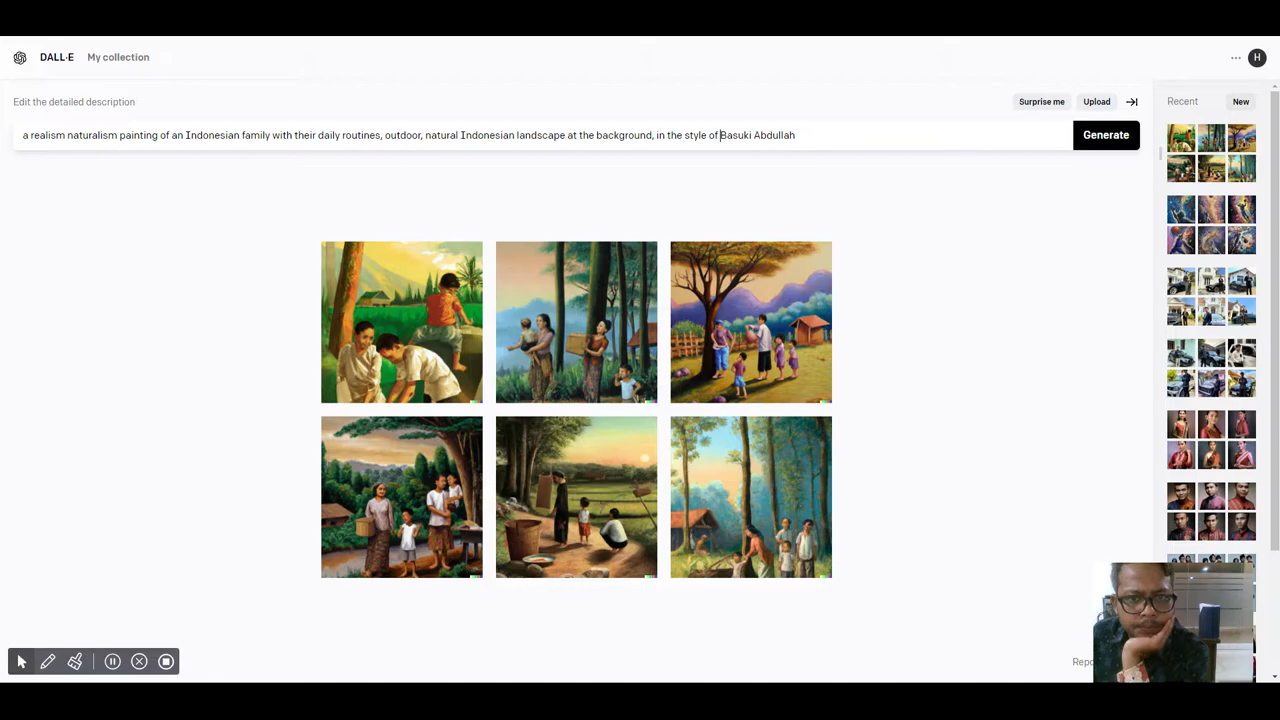 DALL·E My collection
H
Edit the detailed description
Surprise me Upload
Recent New
a realism naturalism painting of an Indonesian family with their daily routines, outdoor, natural Indonesian landscape at the background, in the style of Basuki Abdullah
Generate
Repo